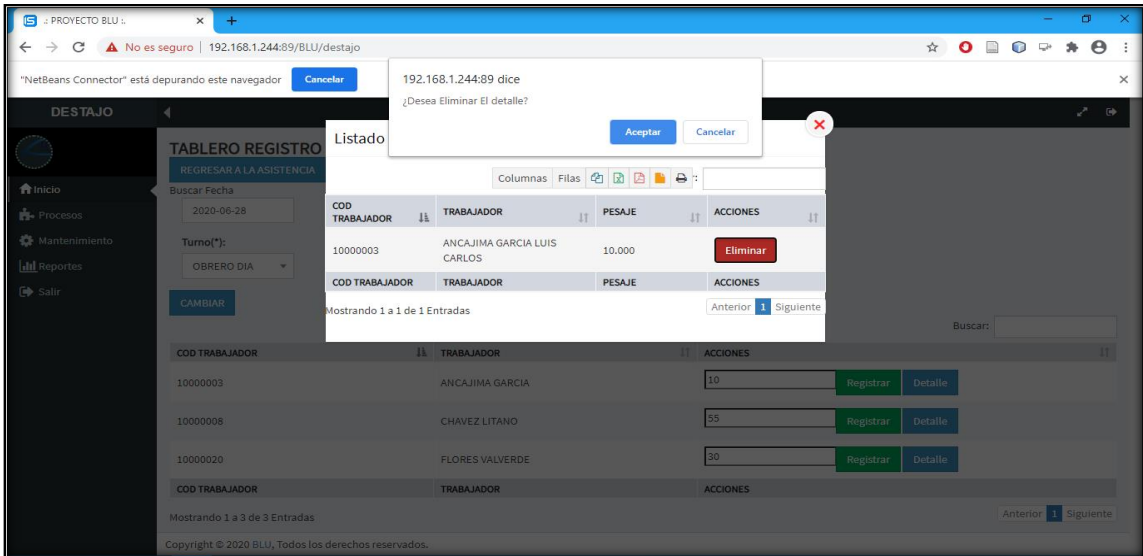 .: PROYECTO BLU :.
No es seguro | 192.168.1.244:89/BLU/destajo
"NetBeans Connector" está depurando este navegador Cancelar
192.168.1.244:89 dice
¿Desea Eliminar El detalle?
Aceptar Cancelar
DESTAJO
Listado
TABLERO REGISTRO
REGRESAR A LA ASISTENCIA
Columnas Filas :
Inicio
Buscar Fecha
2020-06-28
Procesos
Mantenimiento
Turno(*):
Reportes
OBRERO DIA
Salir
CAMBIAR
COD TRABAJADOR TRABAJADOR PESAJE ACCIONES
10000003 ANCAJIMA GARCIA LUIS CARLOS 10.000 Eliminar
COD TRABAJADOR TRABAJADOR PESAJE ACCIONES
Mostrando 1 a 1 de 1 Entradas Anterior 1 Siguiente
Buscar:
COD TRABAJADOR TRABAJADOR ACCIONES
10000003 ANCAJIMA GARCIA 10 Registrar Detalle
10000008 CHAVEZ LITANO 55 Registrar Detalle
10000020 FLORES VALVERDE 30 Registrar Detalle
COD TRABAJADOR TRABAJADOR ACCIONES
Mostrando 1 a 3 de 3 Entradas Anterior 1 Siguiente
Copyright © 2020 BLU, Todos los derechos reservados.